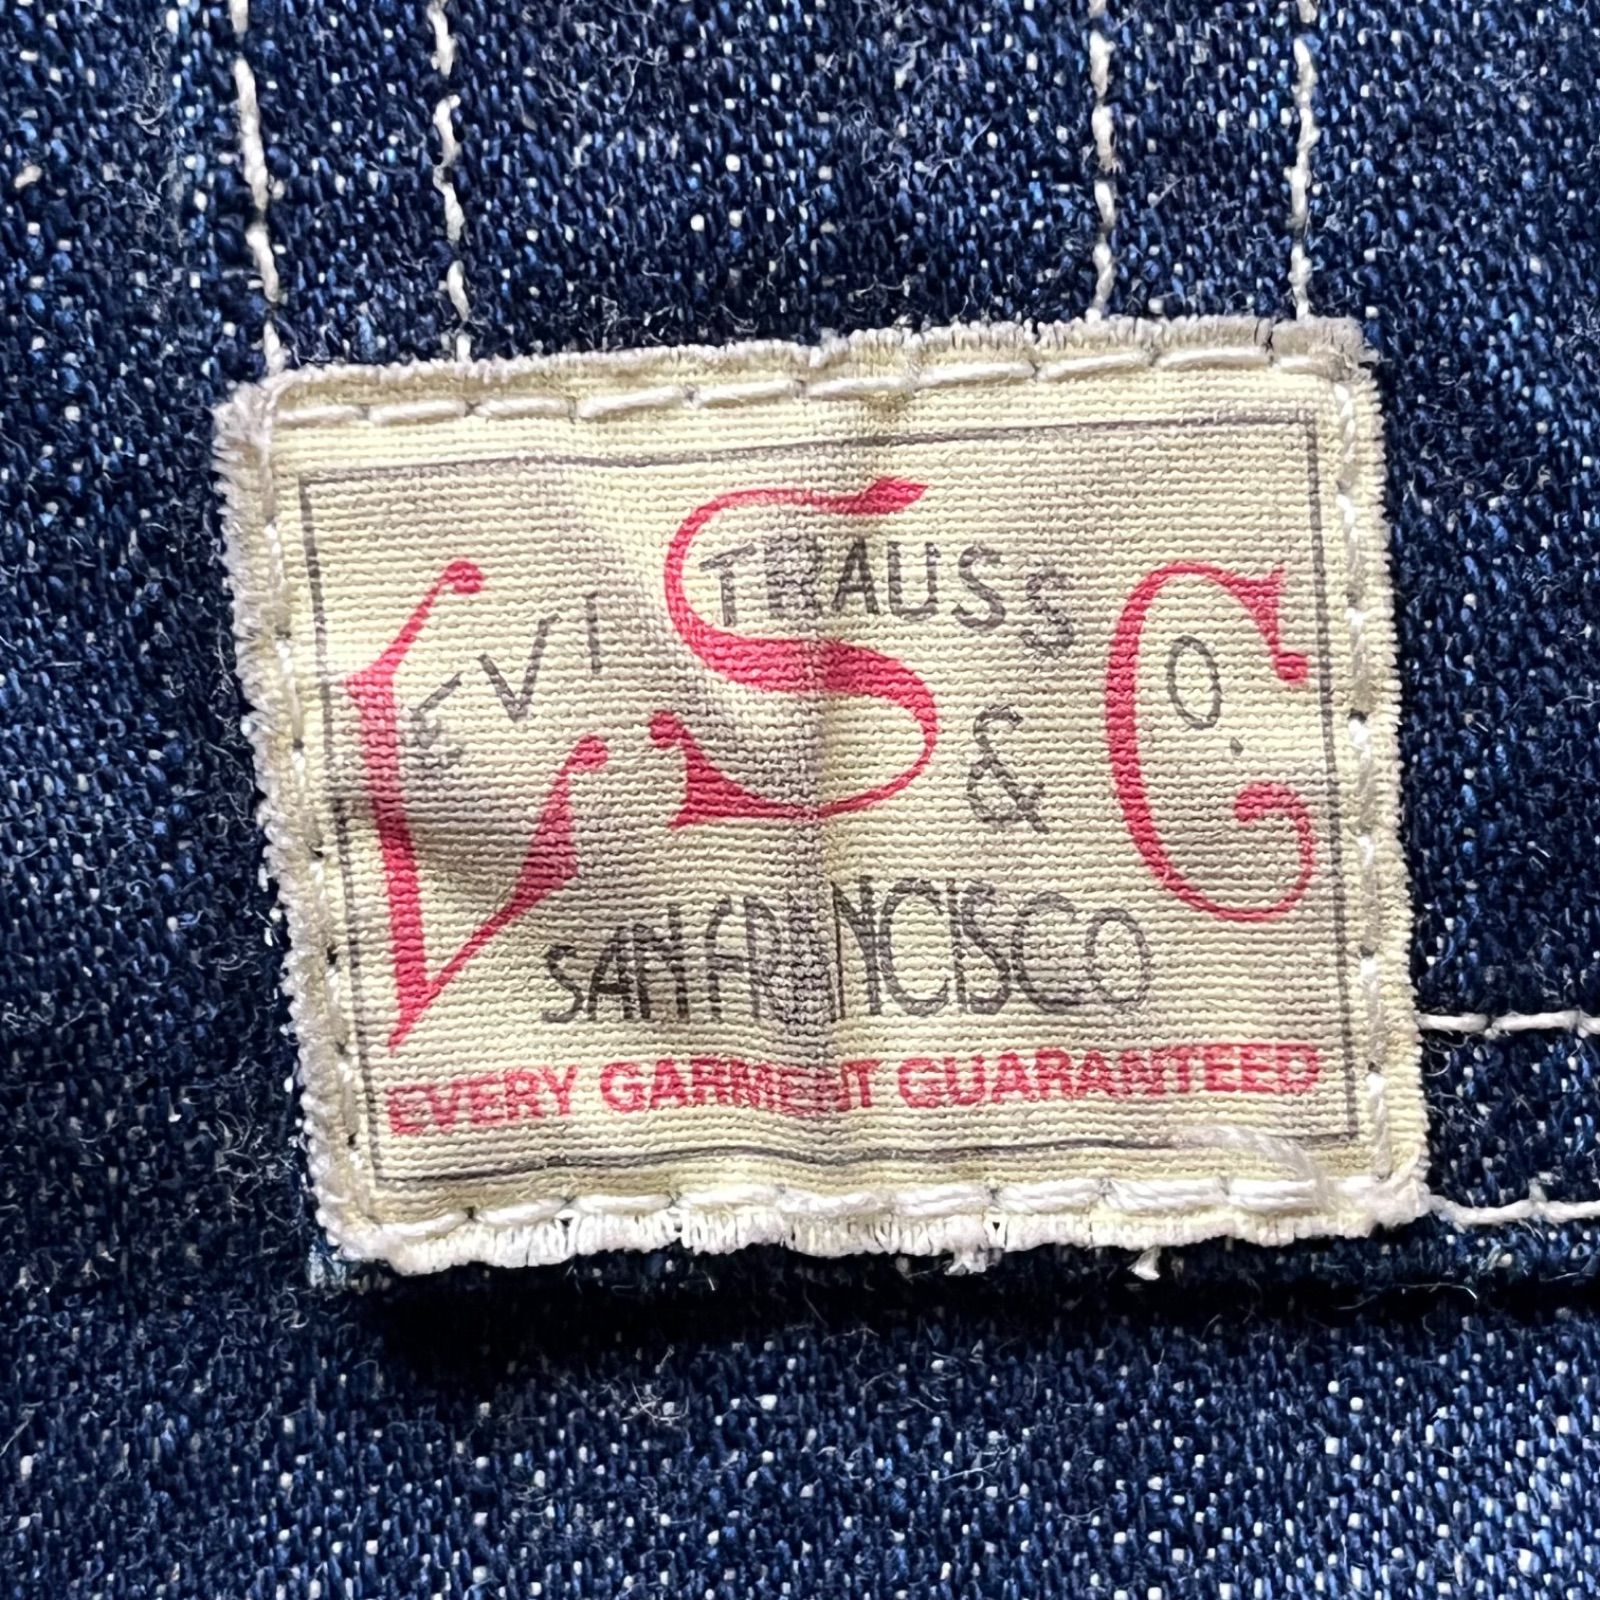 LEVI STRAUSS & CO.
SAN FRANCISCO
EVERY GARMENT GUARANTEED